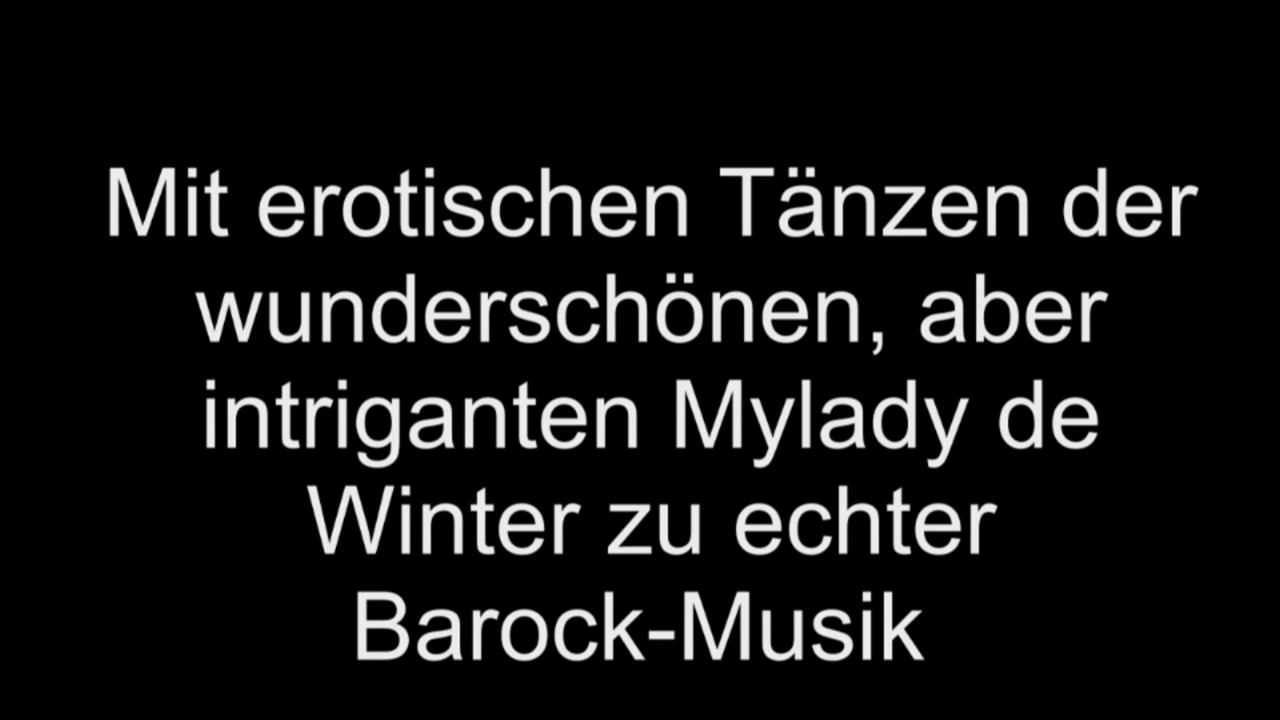 Mit erotischen Tänzen der
wunderschönen, aber
intriganten Mylady de
Winter zu echter
Barock-Musik